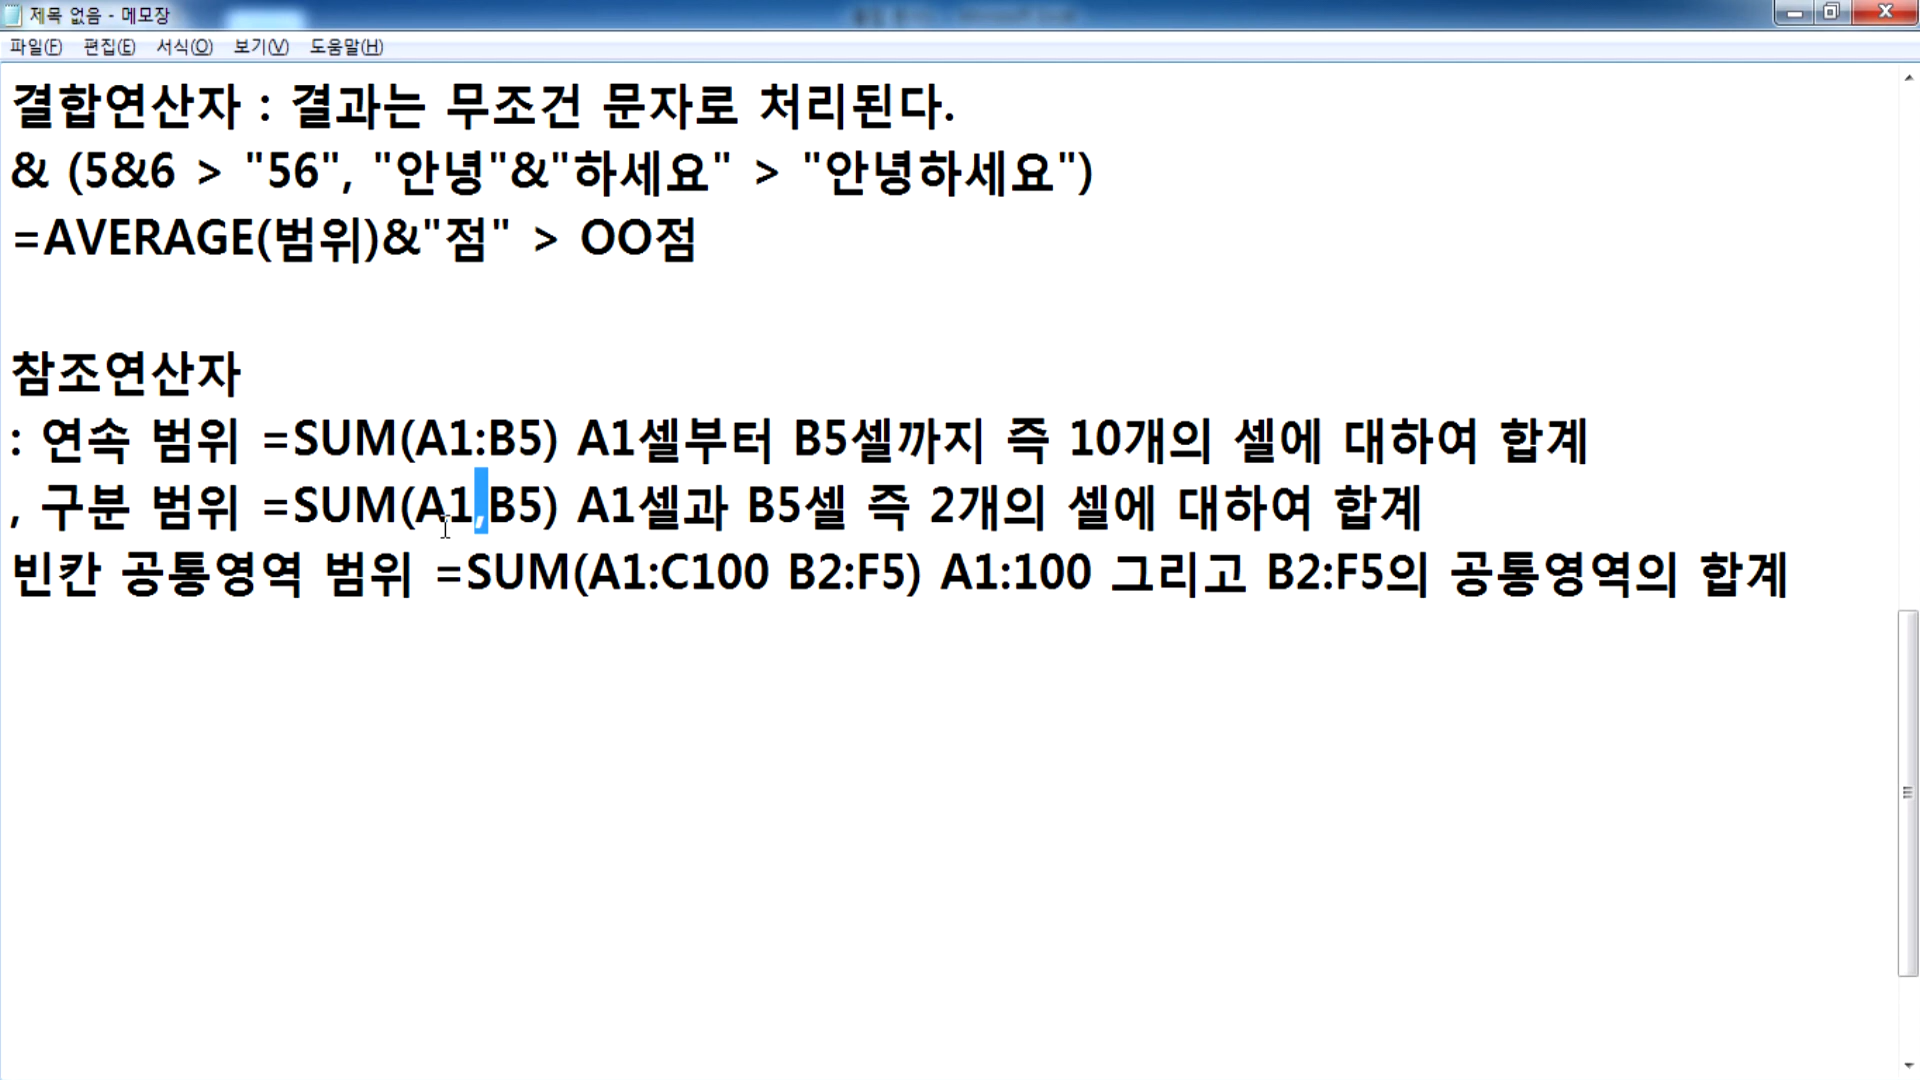 제목 없음 - 메모장
파일(F) 편집(E) 서식(O) 보기(V) 도움말(H)
결합연산자 : 결과는 무조건 문자로 처리된다.
& (5&6 > "56", "안녕"&"하세요" > "안녕하세요")
=AVERAGE(범위)&"점" > OO점
참조연산자
: 연속 범위 =SUM(A1:B5) A1셀부터 B5셀까지 즉 10개의 셀에 대하여 합계
, 구분 범위 =SUM(A1,B5) A1셀과 B5셀 즉 2개의 셀에 대하여 합계
빈칸 공통영역 범위 =SUM(A1:C100 B2:F5) A1:100 그리고 B2:F5의 공통영역의 합계